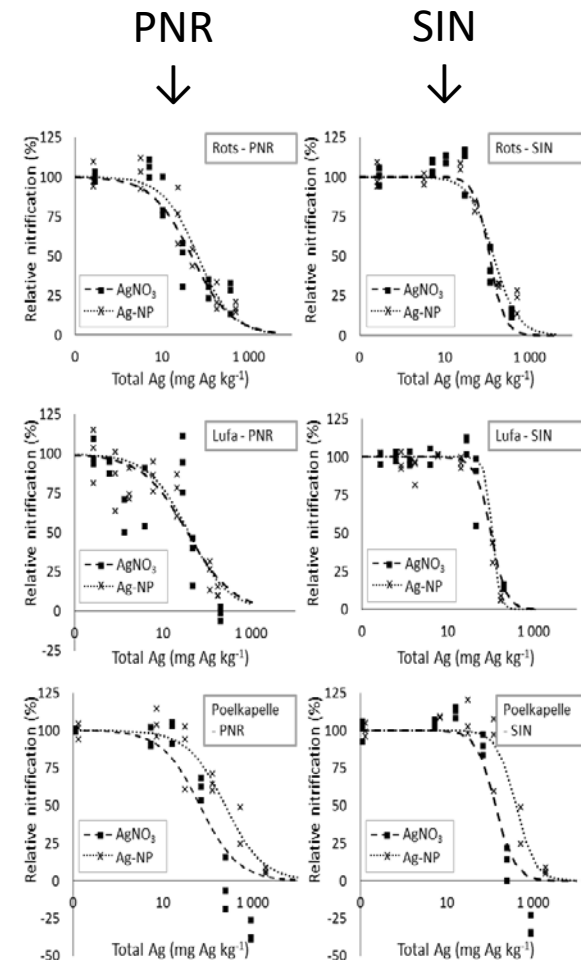 PNR SIN
Relative nitrification (%)
125
100
75
50
25
0
Rots - PNR
AgNO₃
Ag-NP
0 10 1 000
Total Ag (mg Ag kg⁻¹)
Relative nitrification (%)
125
100
75
50
25
0
Rots - SIN
AgNO₃
Ag-NP
0 10 1 000
Total Ag (mg Ag kg⁻¹)
Relative nitrification (%)
125
100
75
50
25
0
-25
Lufa - PNR
AgNO₃
Ag-NP
0 10 1 000
Total Ag (mg Ag kg⁻¹)
Relative nitrification (%)
125
100
75
50
25
0
Lufa - SIN
AgNO₃
Ag-NP
0 10 1 000
Total Ag (mg Ag kg⁻¹)
Relative nitrification (%)
125
100
75
50
25
0
-25
-50
Poelkapelle
- PNR
AgNO₃
Ag-NP
0 10 1 000
Total Ag (mg Ag kg⁻¹)
Relative nitrification (%)
125
100
75
50
25
0
-25
-50
Poelkapelle
- SIN
AgNO₃
Ag-NP
0 10 1 000
Total Ag (mg Ag kg⁻¹)